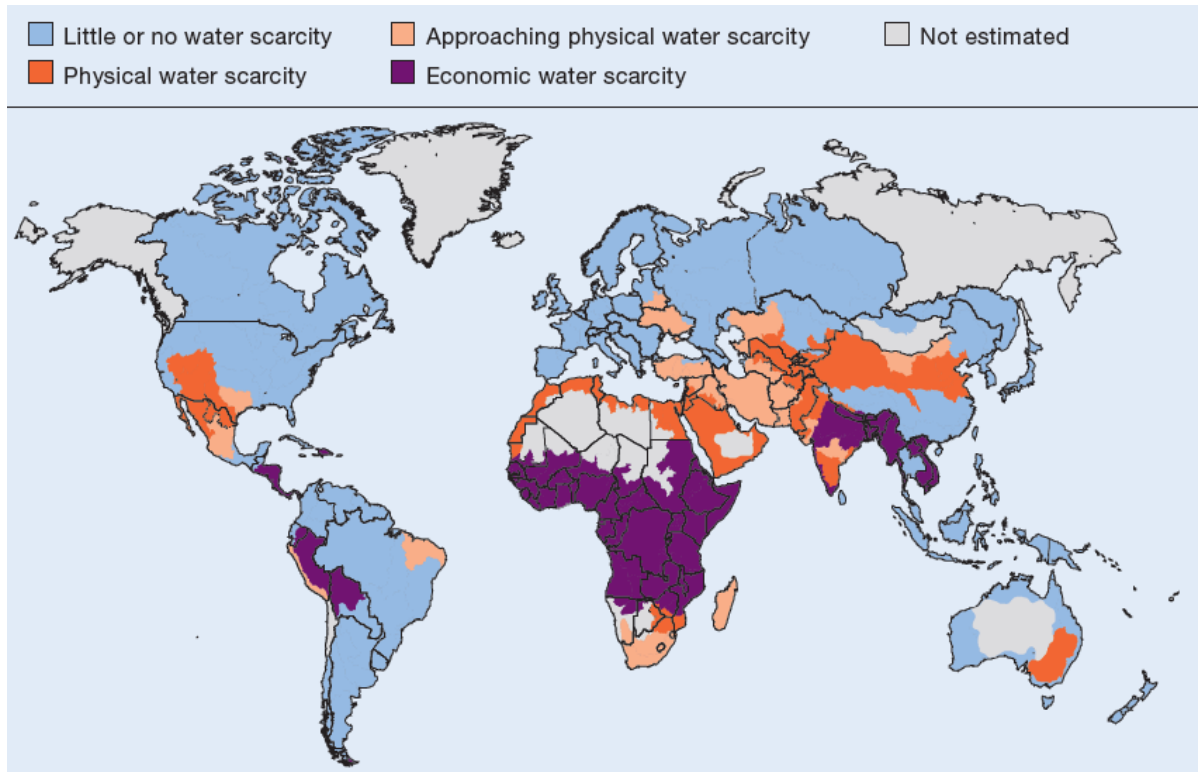 Little or no water scarcity
Approaching physical water scarcity
Not estimated
Physical water scarcity
Economic water scarcity